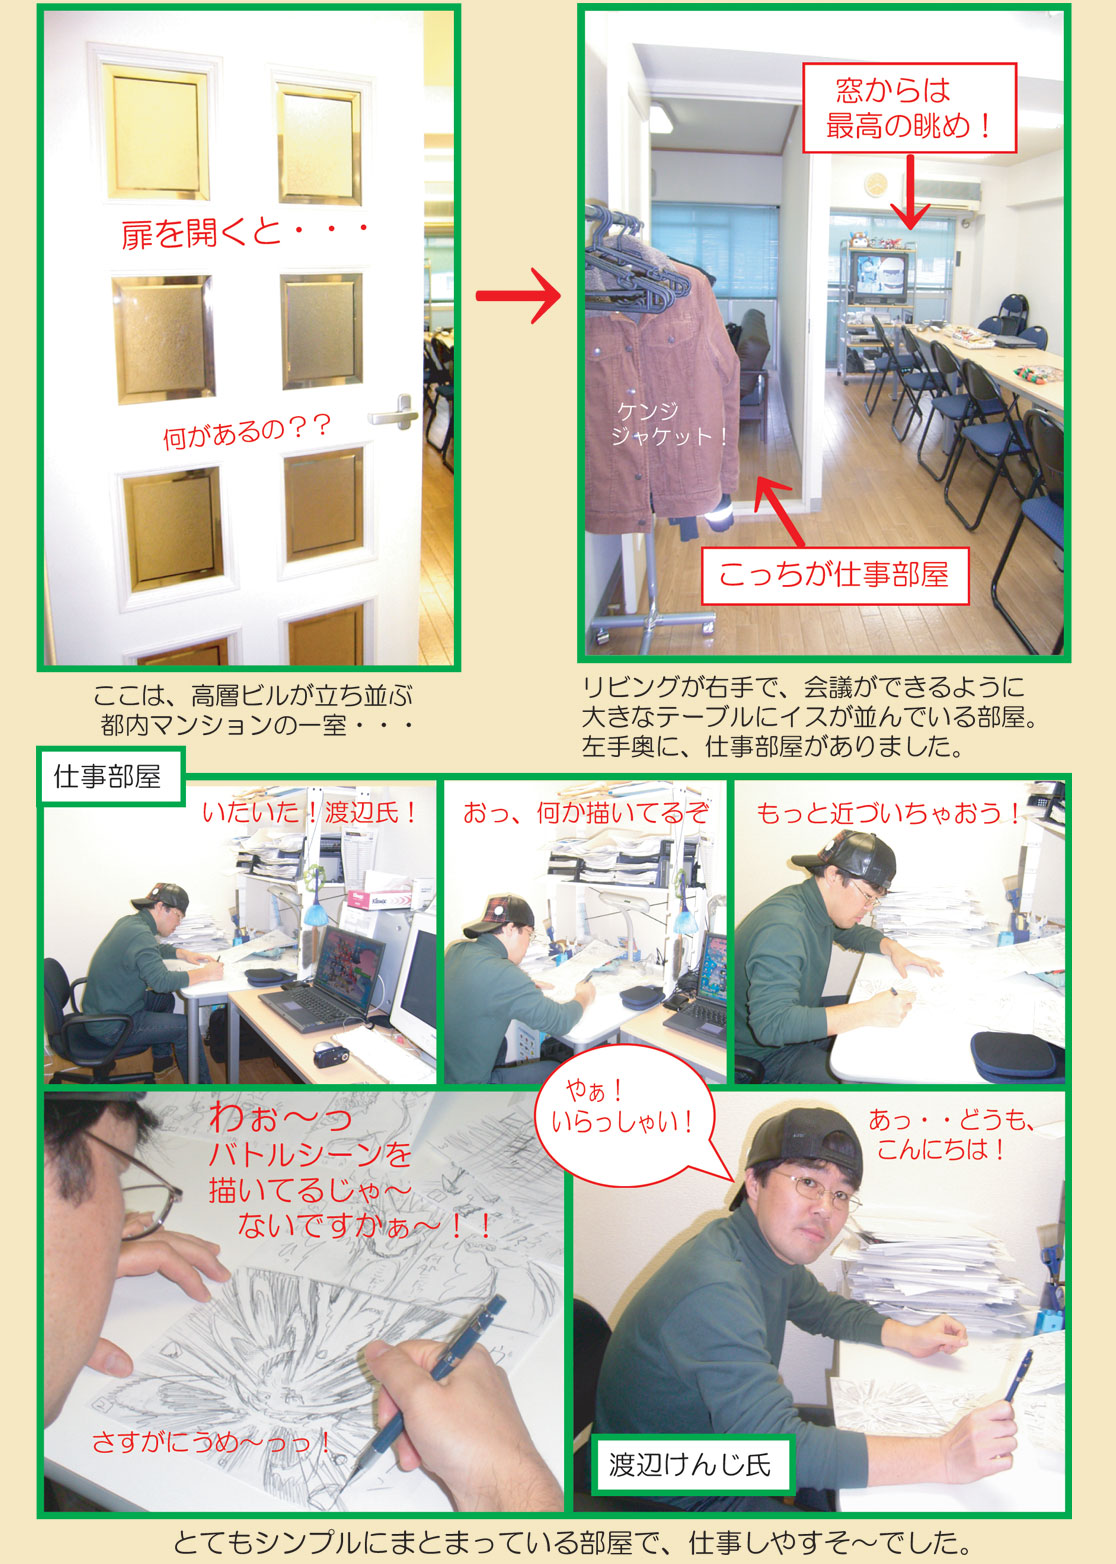 扉を開くと・・・
何があるの？？
窓からは
最高の眺め！
ケンジ
ジャケット！
こっちが仕事部屋
ここは、高層ビルが立ち並ぶ
都内マンションの一室・・・
リビングが右手で、会議ができるように
大きなテーブルにイスが並んでいる部屋。
左手奥に、仕事部屋がありました。
仕事部屋
いたいた！渡辺氏！
おっ、何か描いてるぞ
もっと近づいちゃおう！
わぉ～っ
バトルシーンを
描いてるじゃ～
ないですかぁ～！！
さすがにうめ～っっ！
やぁ！
いらっしゃい！
あっ・・どうも、
こんにちは！
渡辺けんじ氏
とてもシンプルにまとまっている部屋で、仕事しやすそ～でした。